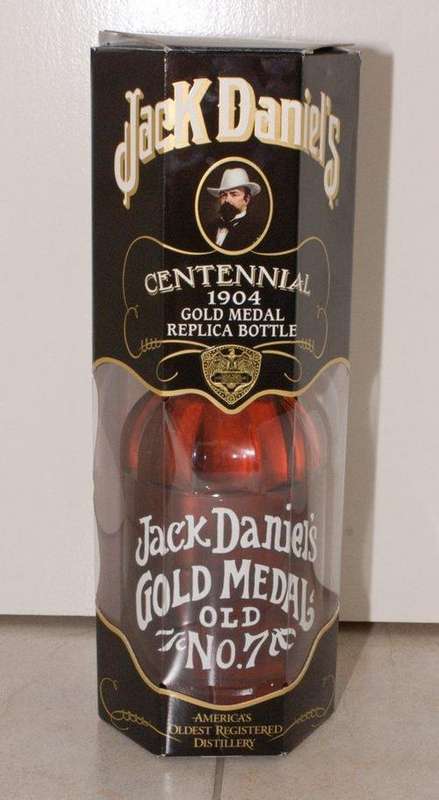 Jack Daniel's
CENTENNIAL
1904
GOLD MEDAL
REPLICA BOTTLE
Jack Daniel's
GOLD MEDAL
OLD
No.7
AMERICA'S
OLDEST REGISTERED
DISTILLERY